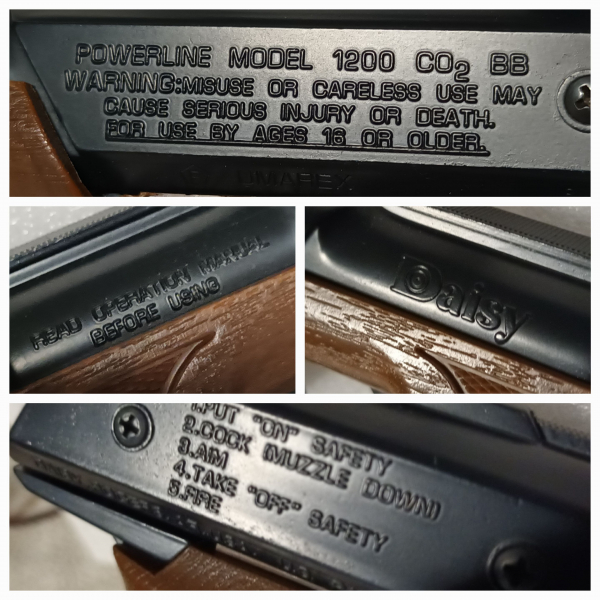 POWERLINE MODEL 1200 CO2 BB
WARNING:MISUSE OR CARELESS USE MAY
CAUSE SERIOUS INJURY OR DEATH.
FOR USE BY AGES 16 OR OLDER.
READ OPERATION MANUAL
BEFORE USING
Daisy
1.PUT "ON" SAFETY
2.COCK (MUZZLE DOWN)
3.AIM
4.TAKE "OFF" SAFETY
5.FIRE